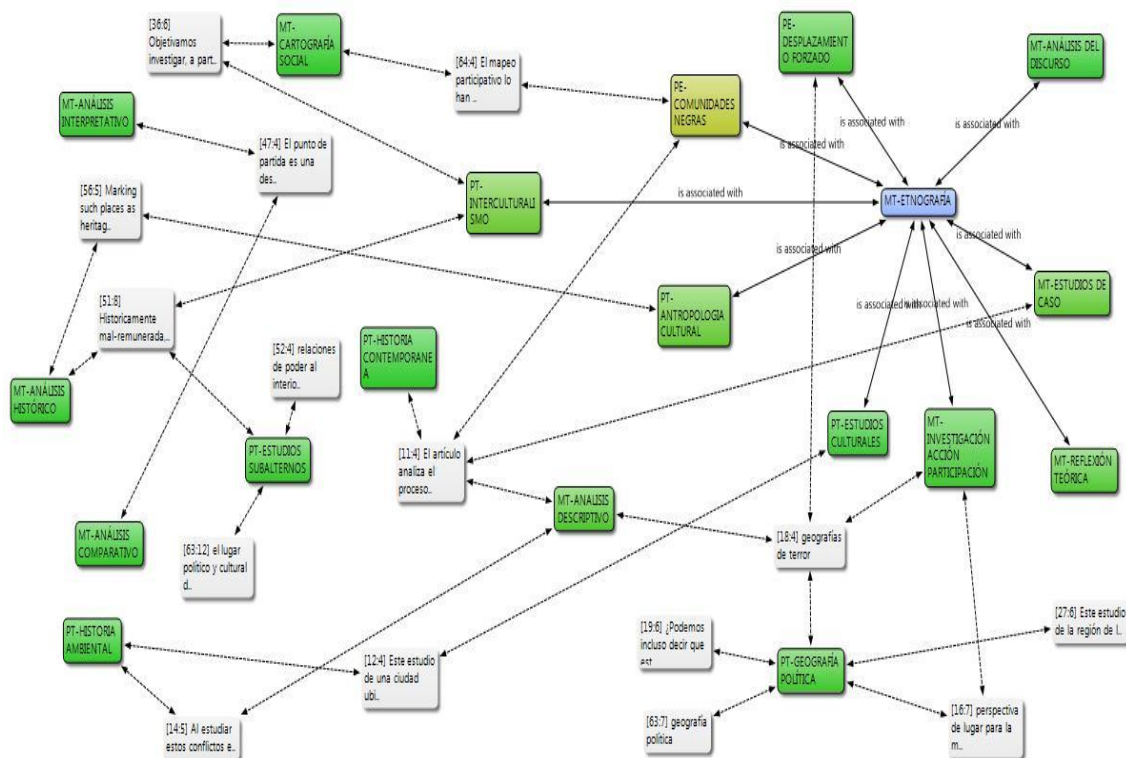 [36:6]
Objetivamos
investigar, a part..
MT-
CARTOGRAFÍA
SOCIAL
[64:4] El mapeo
participativo lo
han ..
PE-
COMUNIDADES
NEGRAS
PE-
DESPLAZAMIENT
O FORZADO
MT-ANÁLISIS DEL
DISCURSO
MT-ANÁLISIS
INTERPRETATIVO
[47:4] El punto de
partida es una
des..
is associated with
is associated with
is associated with
[56:5] Marking
such places as
heritag..
PT-
INTERCULTURALI
SMO
is associated with
MT-ETNOGRAFÍA
is associated with
is associated with
[51:8]
Historicamente
mal-remunerada,..
PT-
ANTROPOLOGIA
CULTURAL
MT-ESTUDIOS DE
CASO
is associated with
is associated with
is associated with
PT-HISTORIA
CONTEMPORANE
A
[52:4] relaciones
de poder al
interio..
MT-ANÁLISIS
HISTÓRICO
PT-ESTUDIOS
SUBALTERNOS
[11:4] El artículo
analiza el
proceso..
PT-ESTUDIOS
CULTURALES
MT-
INVESTIGACIÓN
ACCIÓN
PARTICIPACIÓN
MT-REFLEXIÓN
TEÓRICA
MT-ANALISIS
DESCRIPTIVO
MT-ANÁLISIS
COMPARATIVO
[63:12] el lugar
político y cultural
d..
[18:4] geografías
de terror
PT-HISTORIA
AMBIENTAL
[12:4] Este estudio
de una ciudad
ubi..
[19:6] ¿Podemos
incluso decir que
est..
PT-GEOGRAFÍA
POLÍTICA
[27:6] Este estudio
de la región de l..
[14:5] Al estudiar
estos conflictos e..
[63:7] geografía
política
[16:7] perspectiva
de lugar para la
m..